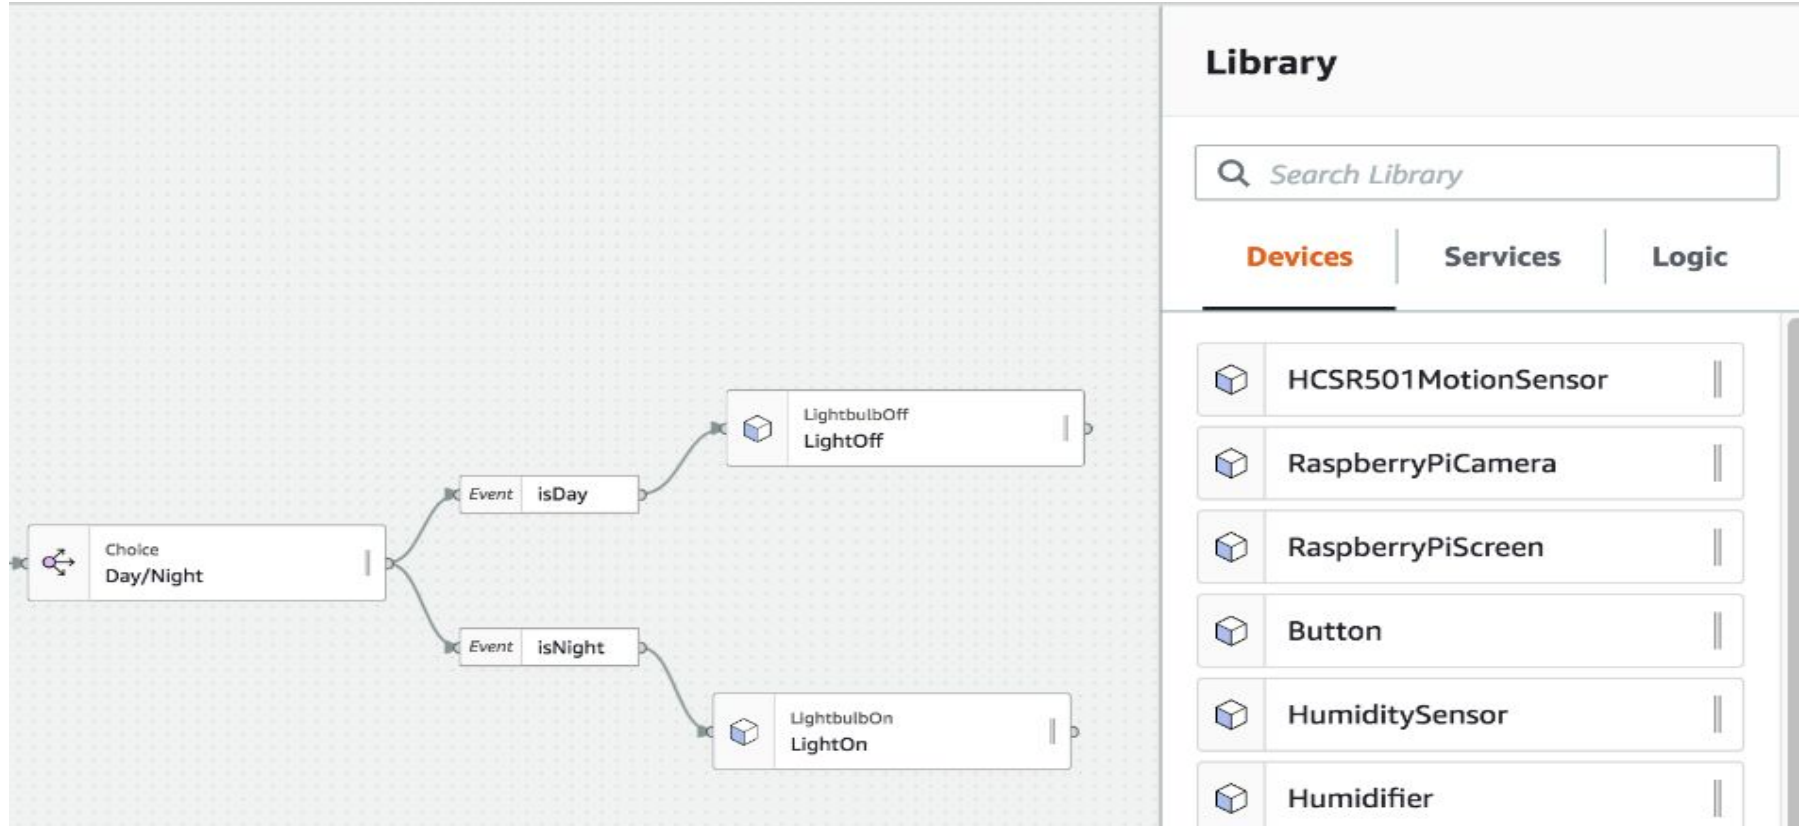 Library
Search Library
Devices
Services
Logic
HCSR501MotionSensor
RaspberryPiCamera
RaspberryPiScreen
Button
HumiditySensor
Humidifier
Choice
Day/Night
Event isDay
Event isNight
LightbulbOff
LightOff
LightbulbOn
LightOn